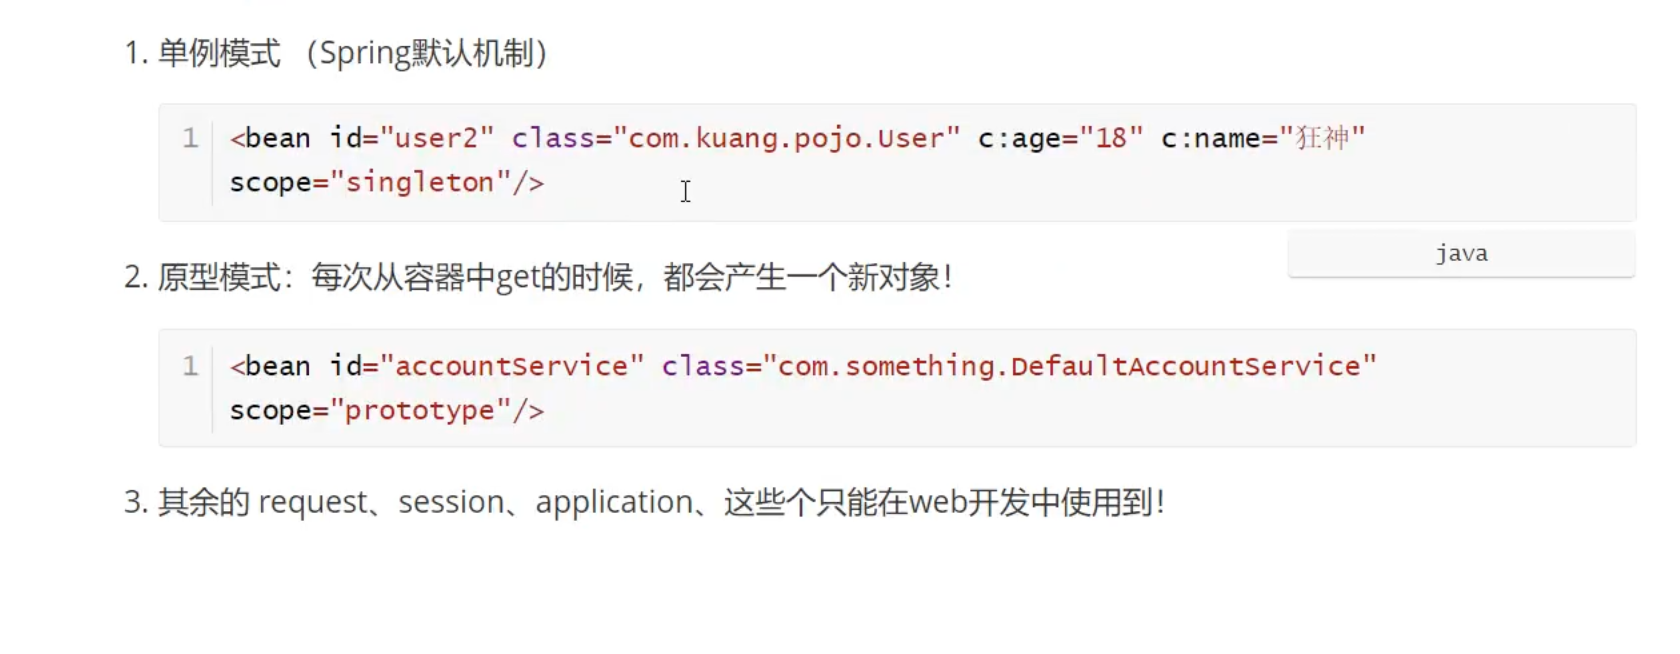 1. 单例模式 （Spring默认机制）
1 <bean id="user2" class="com.kuang.pojo.User" c:age="18" c:name="狂神"
scope="singleton"/>
java
2. 原型模式：每次从容器中get的时候，都会产生一个新对象！
1 <bean id="accountService" class="com.something.DefaultAccountService"
scope="prototype"/>
3. 其余的 request、session、application、这些个只能在web开发中使用到！